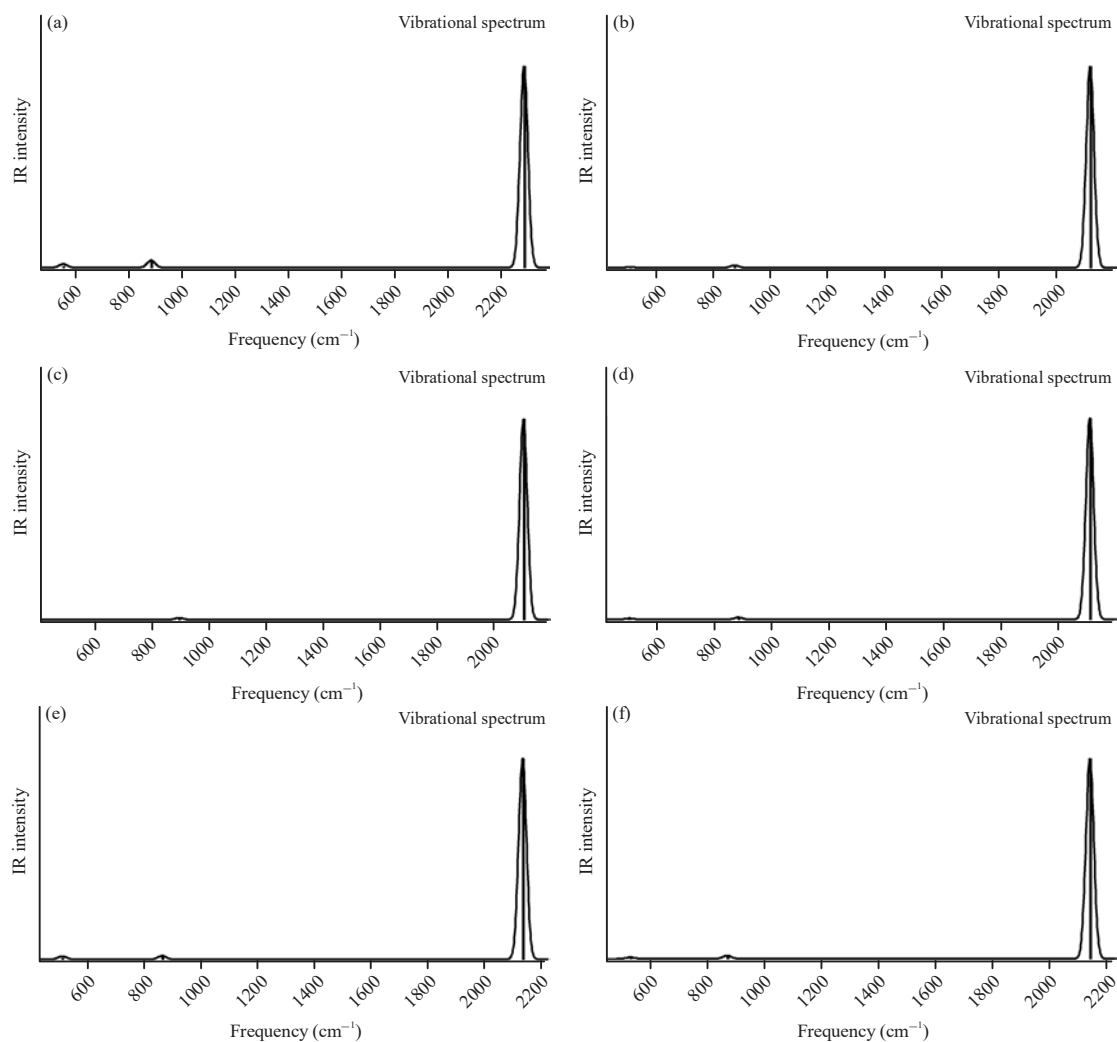 (a)
Vibrational spectrum
IR intensity
600 800 1000 1200 1400 1600 1800 2000 2200
Frequency (cm⁻¹)
(b)
Vibrational spectrum
IR intensity
600 800 1000 1200 1400 1600 1800 2000
Frequency (cm⁻¹)
(c)
Vibrational spectrum
IR intensity
600 800 1000 1200 1400 1600 1800 2000
Frequency (cm⁻¹)
(d)
Vibrational spectrum
IR intensity
600 800 1000 1200 1400 1600 1800 2000
Frequency (cm⁻¹)
(e)
Vibrational spectrum
IR intensity
600 800 1000 1200 1400 1600 1800 2000 2200
Frequency (cm⁻¹)
(f)
Vibrational spectrum
IR intensity
600 800 1000 1200 1400 1600 1800 2000 2200
Frequency (cm⁻¹)